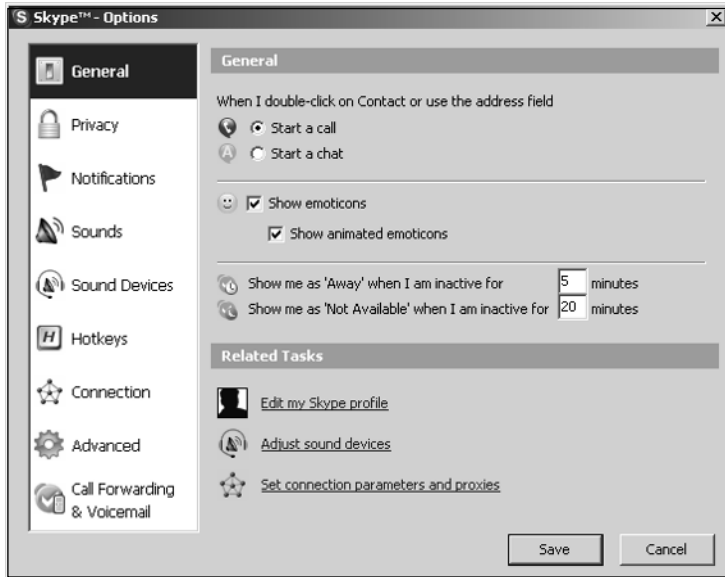 S Skype™ - Options
General
Privacy
Notifications
Sounds
Sound Devices
H Hotkeys
Connection
Advanced
Call Forwarding
& Voicemail
General
When I double-click on Contact or use the address field
Start a call
A Start a chat
Show emoticons
Show animated emoticons
Show me as 'Away' when I am inactive for 5 minutes
Show me as 'Not Available' when I am inactive for 20 minutes
Related Tasks
Edit my Skype profile
Adjust sound devices
Set connection parameters and proxies
Save Cancel